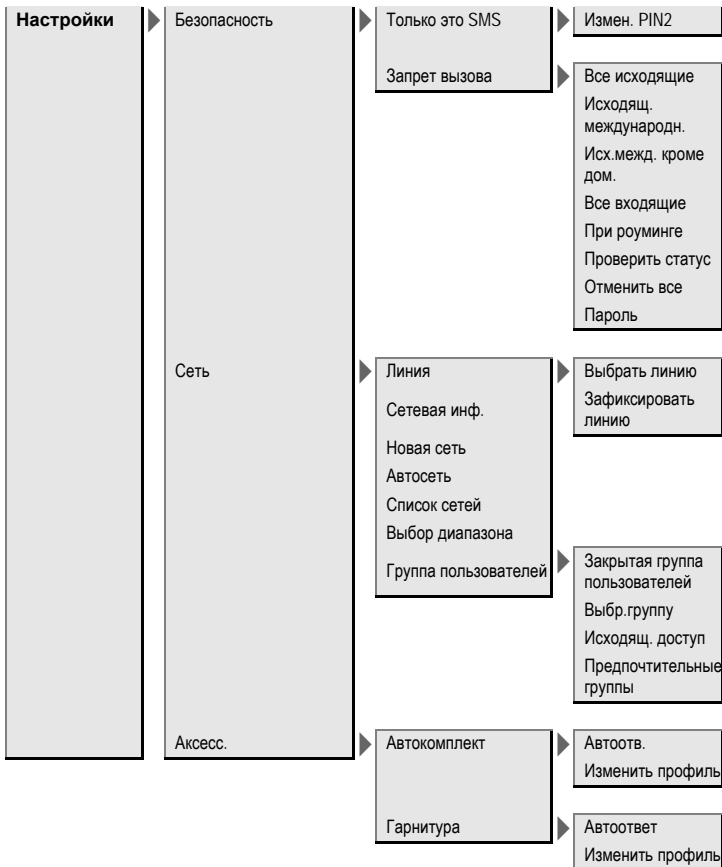 Настройки
Безопасность
Только это SMS
Измен. PIN2
Запрет вызова
Все исходящие
Исходящ.
международн.
Исх.межд. кроме
дом.
Все входящие
При роуминге
Проверить статус
Отменить все
Пароль
Сеть
Линия
Выбрать линию
Зафиксировать
линию
Сетевая инф.
Новая сеть
Автосеть
Список сетей
Выбор диапазона
Группа пользователей
Закрытая группа
пользователей
Выбр.группу
Исходящ. доступ
Предпочтительные
группы
Аксесс.
Автокомплект
Автоотв.
Изменить профиль
Гарнитура
Автоответ
Изменить профиль